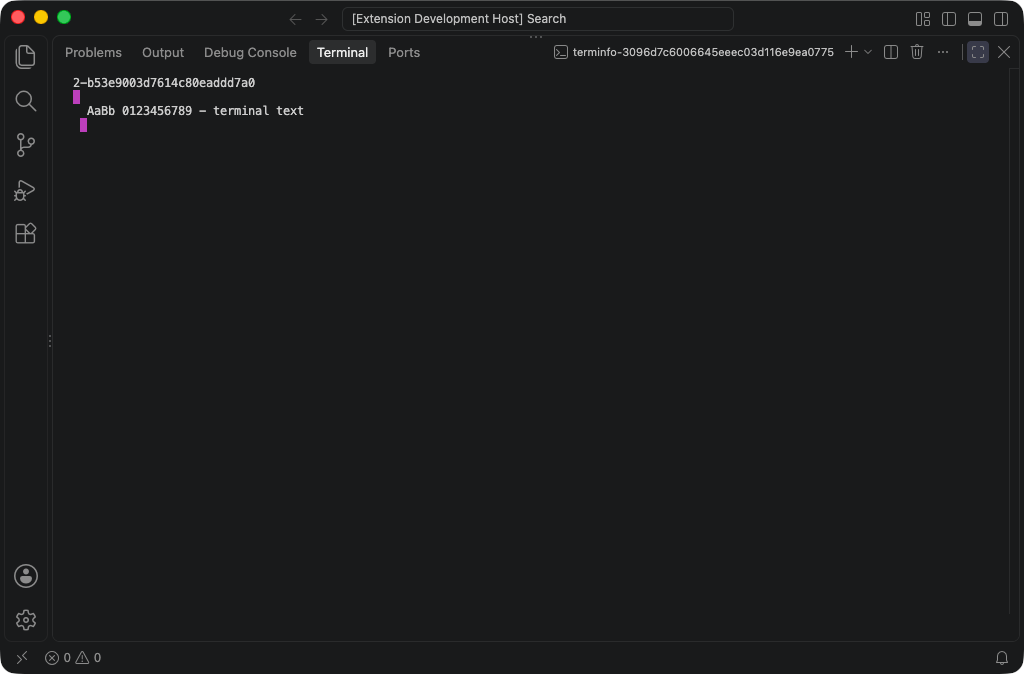 [Extension Development Host] Search
Problems Output Debug Console Terminal Ports terminfo-3096d7c6006645eeec03d116e9ea0775
2-b53e9003d7614c80eaddd7a0
AaBb 0123456789 - terminal text
0 0